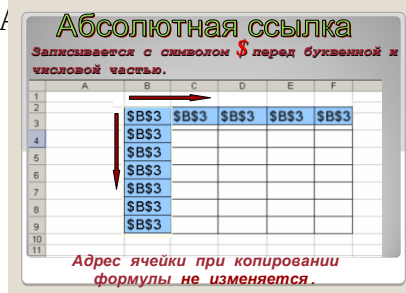 А
Абсолютная ссылка
Записывается с символом $ перед буквенной и
числовой частью.
A B C D E F
1
2
3 $B$3 $B$3 $B$3 $B$3 $B$3
4 $B$3
5 $B$3
6 $B$3
7 $B$3
8 $B$3
9 $B$3
10
11
Адрес ячейки при копировании
формулы не изменяется.